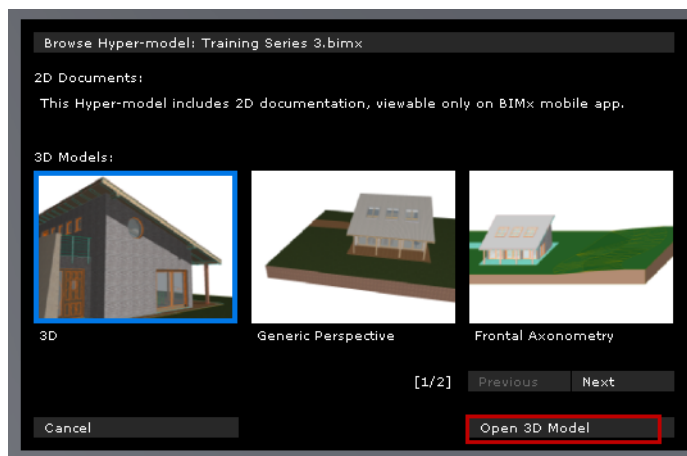 Browse Hyper-model: Training Series 3.bimx
2D Documents:
This Hyper-model includes 2D documentation, viewable only on BIMx mobile app.
3D Models:
3D
Generic Perspective
Frontal Axonometry
[1/2]
Previous
Next
Cancel
Open 3D Model